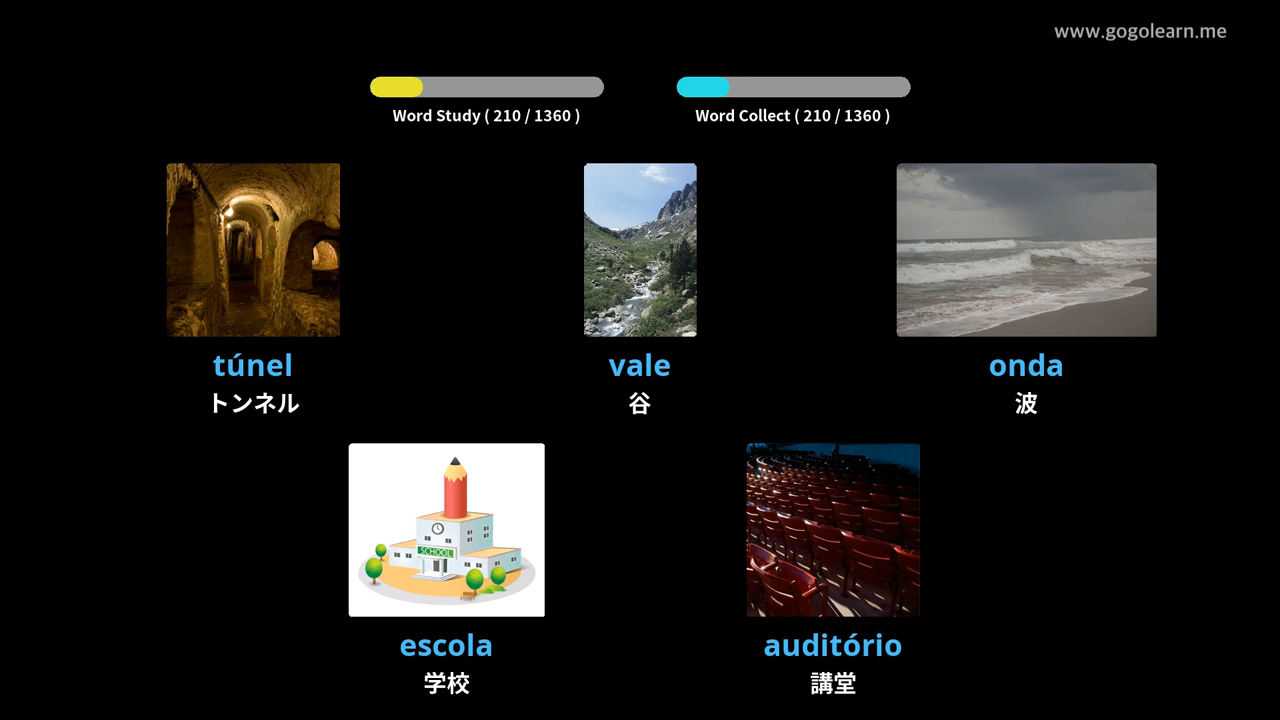 www.gogolearn.me
Word Study ( 210 / 1360 )
Word Collect ( 210 / 1360 )
túnel
トンネル
vale
谷
onda
波
SCHOOL
escola
学校
auditório
講堂